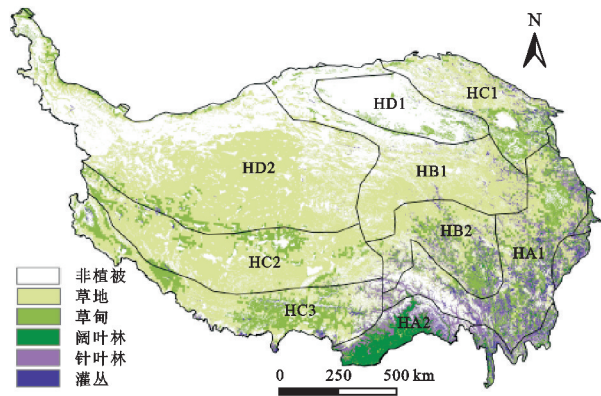 N
HC1
HD1
HD2
HB1
HB2
HA1
HC2
HC3
HA2
非植被
草地
草甸
阔叶林
针叶林
灌丛
0 250 500 km